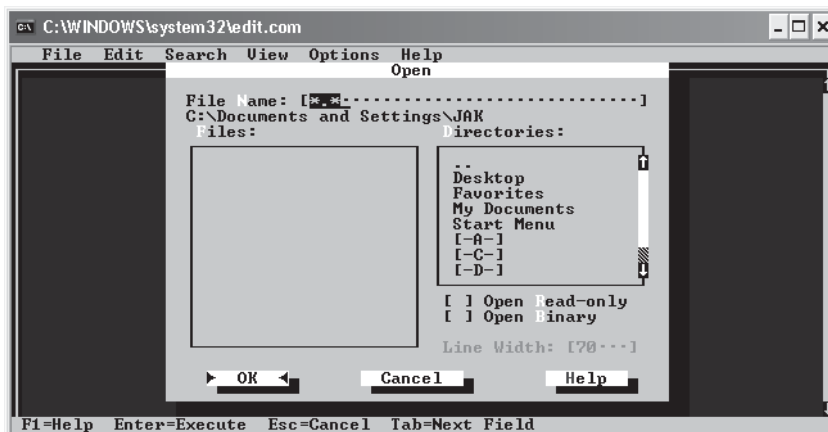 C:\WINDOWS\system32\edit.com
File Edit Search View Options Help
Open
File Name: [*.*·································]
C:\Documents and Settings\JAK
Files:
Directories:
..
Desktop
Favorites
My Documents
Start Menu
[-A-]
[-C-]
[-D-]
[ ] Open Read-only
[ ] Open Binary
Line Width: [70···]
OK
Cancel
Help
F1=Help Enter=Execute Esc=Cancel Tab=Next Field